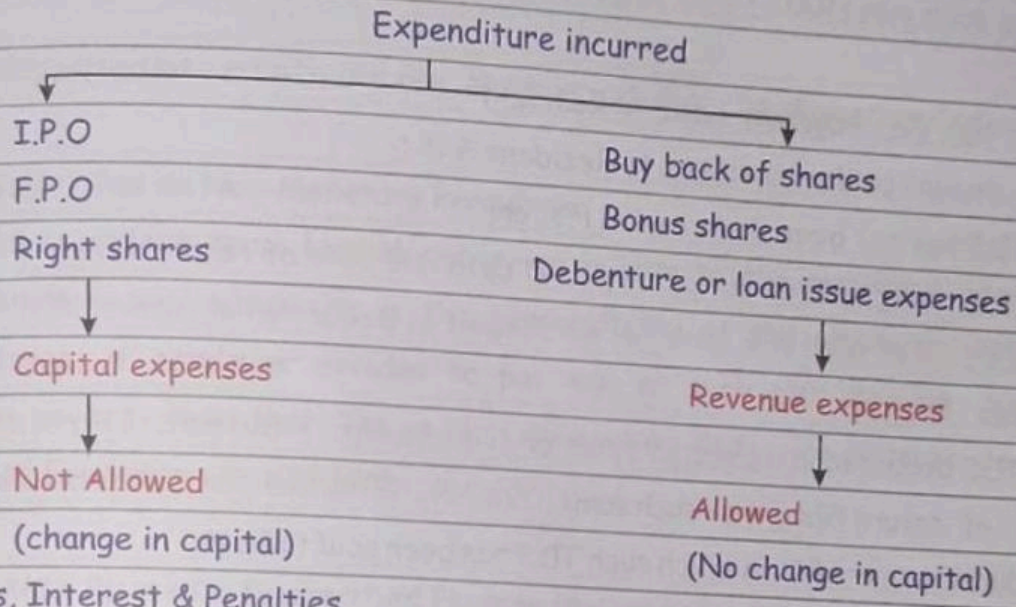 Expenditure incurred
I.P.O
F.P.O
Right shares
Capital expenses
Not Allowed
(change in capital)
Buy back of shares
Bonus shares
Debenture or loan issue expenses
Revenue expenses
Allowed
(No change in capital)
Interest & Penalties